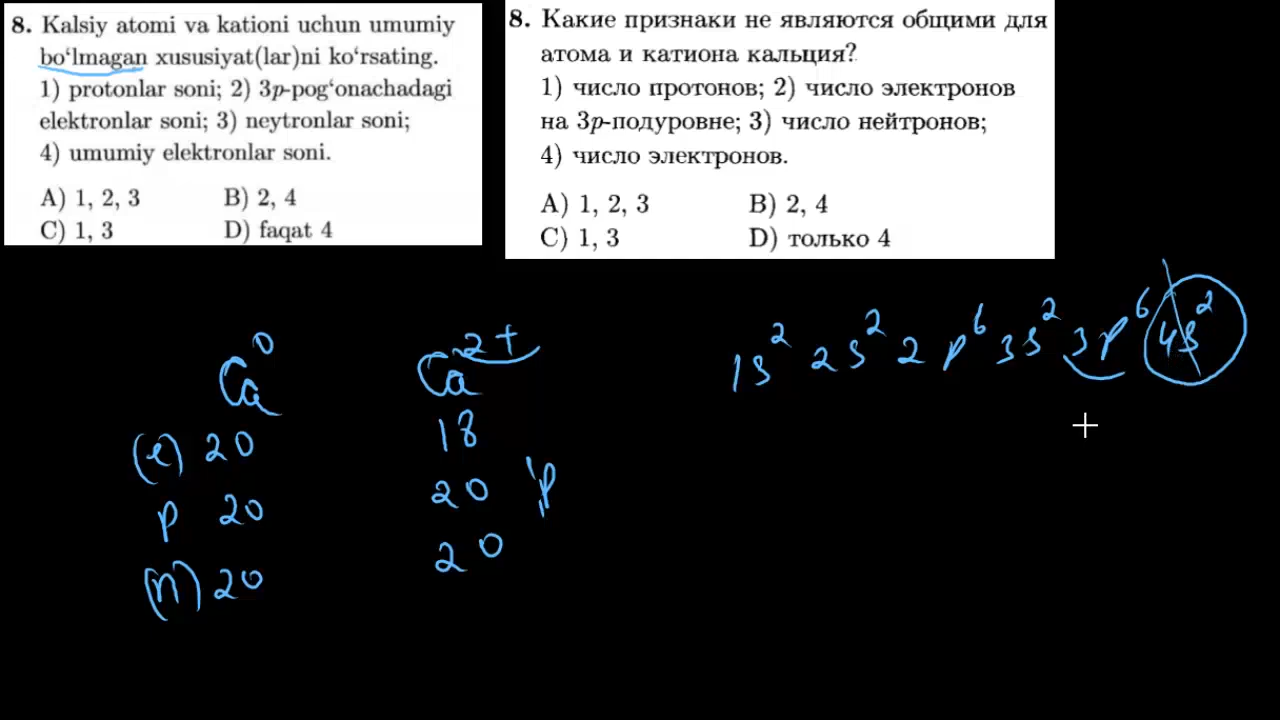 8. Kalsiy atomi va kationi uchun umumiy
bo‘lmagan xususiyat(lar)ni ko‘rsating.
1) protonlar soni; 2) 3p-pog‘onachadagi
elektronlar soni; 3) neytronlar soni;
4) umumiy elektronlar soni.
A) 1, 2, 3 B) 2, 4
C) 1, 3 D) faqat 4
8. Какие признаки не являются общими для
атома и катиона кальция?
1) число протонов; 2) число электронов
на 3p-подуровне; 3) число нейтронов;
4) число электронов.
A) 1, 2, 3 B) 2, 4
C) 1, 3 D) только 4
1s² 2s² 2p⁶ 3s² 3p⁶ 4s²
Ca⁰ Ca²⁺
(e) 20 18
p 20 20 p
(n) 20 20